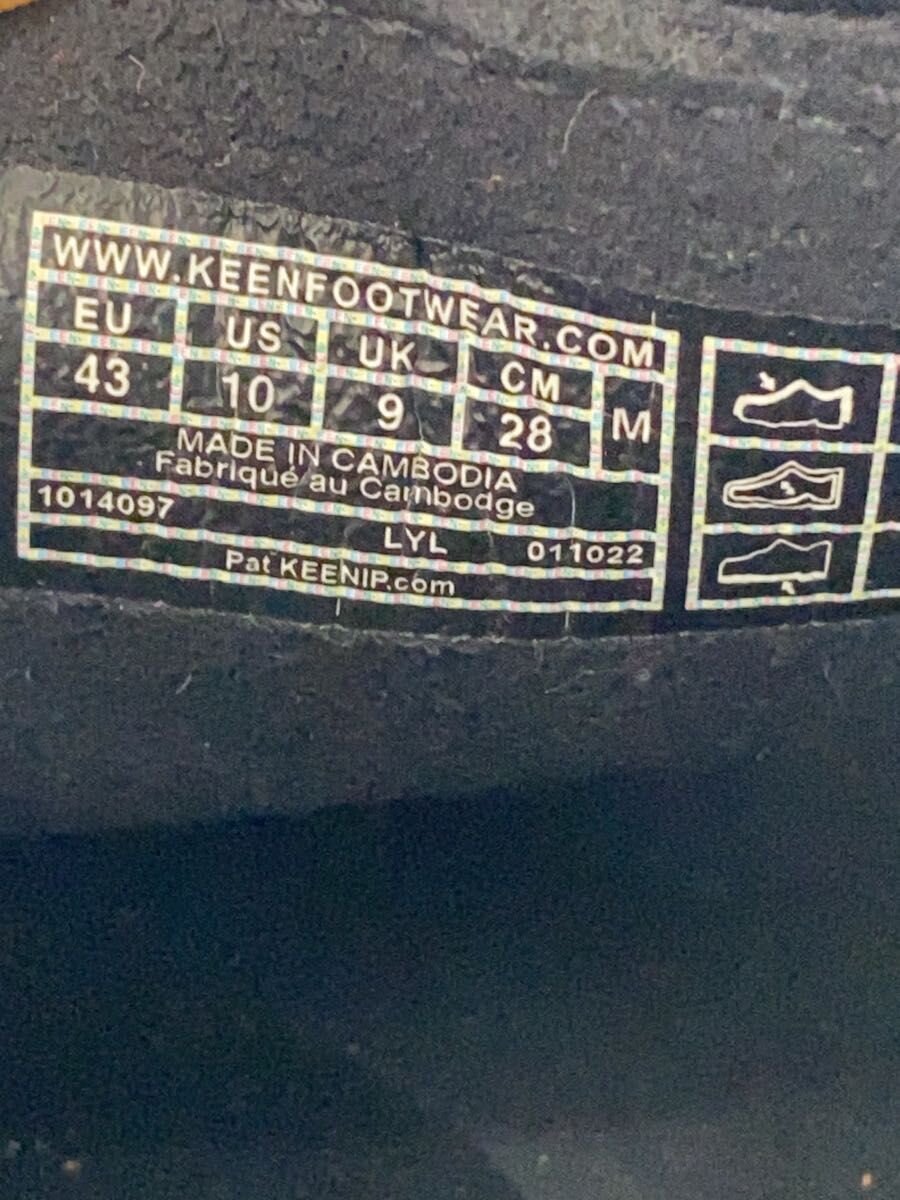 WWW.KEENFOOTWEAR.COM
EU US UK CM
43 10 9 28 M
MADE IN CAMBODIA
Fabriqué au Cambodge
1014097 LYL 011022
Pat KEENIP.com